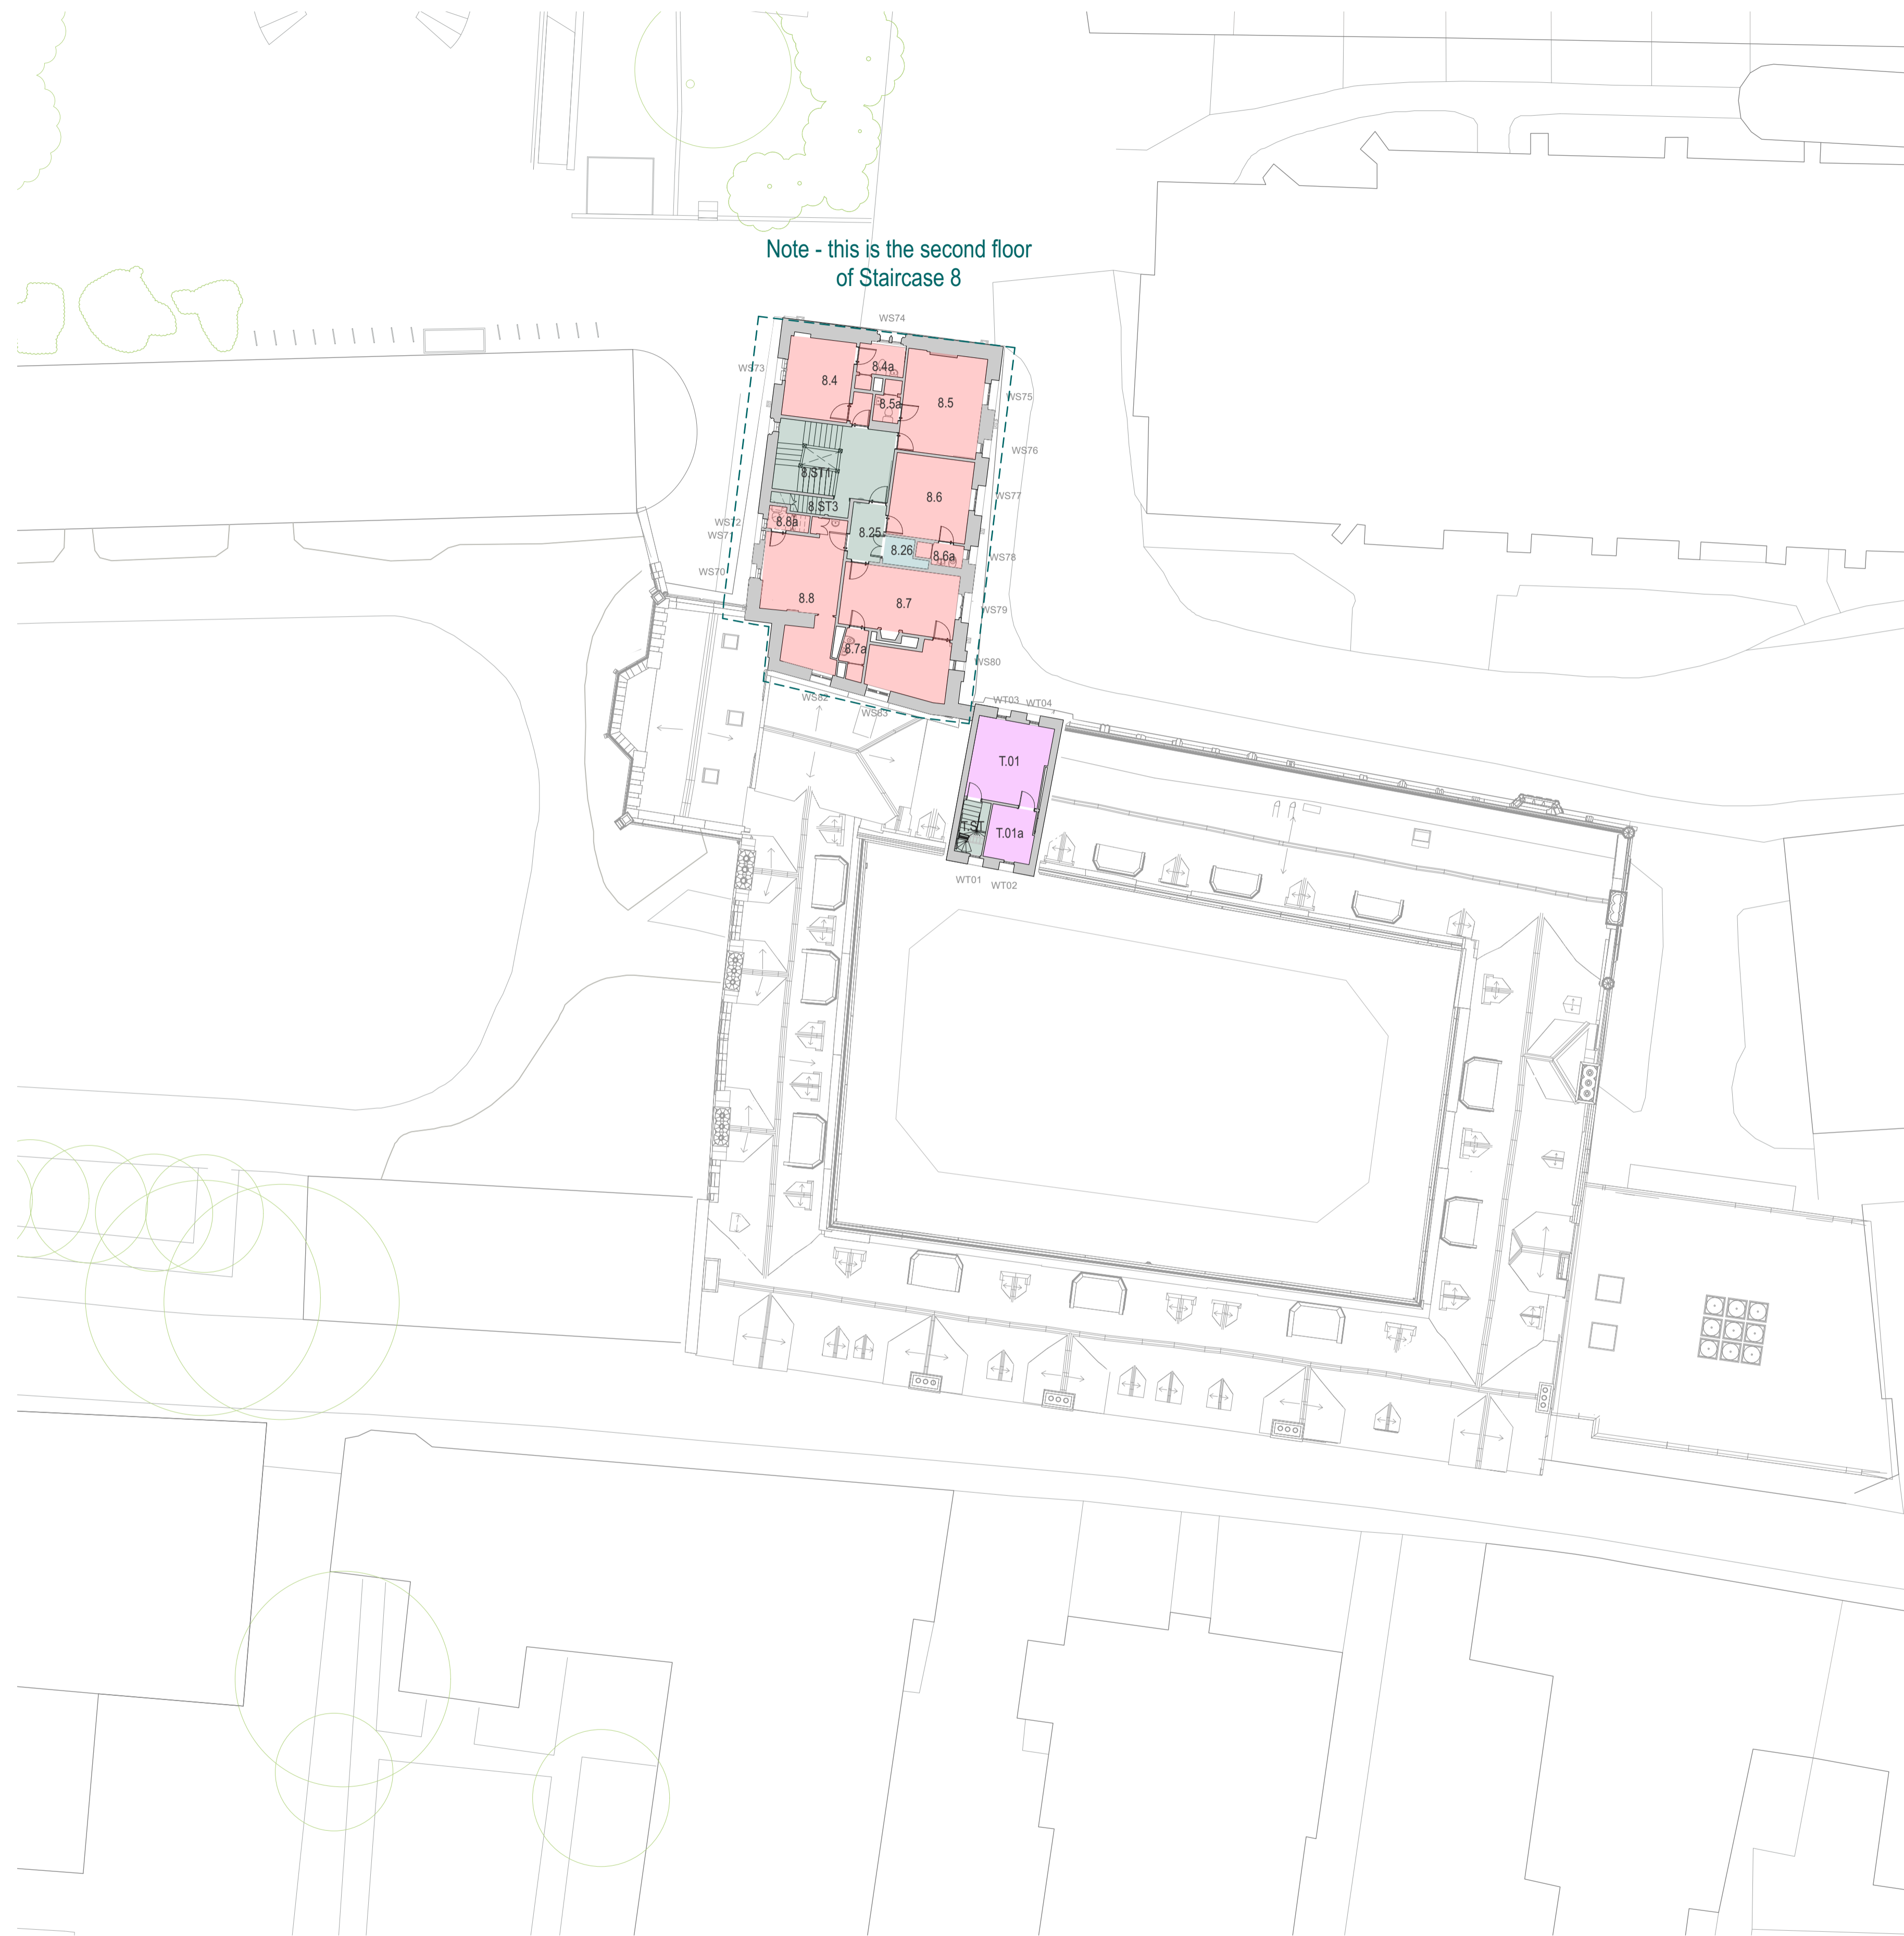 Note - this is the second floor
of Staircase 8
WS74
WS73
8.4
8.4a
8.5a
8.5
WS75
WS76
8.ST1
8.6
WS77
8.ST3
8.8a
WS72
WS71
8.25
8.26
8.6a
WS78
WS70
8.8
8.7
WS79
8.7a
WS80
WS82
WS83
WT03
WT04
T.01
T.ST
T.01a
WT01
WT02